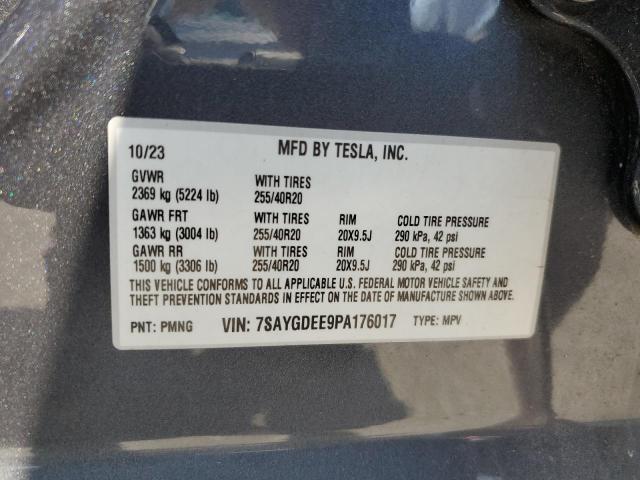 10/23 MFD BY TESLA, INC.
GVWR WITH TIRES
2369 kg (5224 lb) 255/40R20
GAWR FRT WITH TIRES RIM COLD TIRE PRESSURE
1363 kg (3004 lb) 255/40R20 20X9.5J 290 kPa, 42 psi
GAWR RR WITH TIRES RIM COLD TIRE PRESSURE
1500 kg (3306 lb) 255/40R20 20X9.5J 290 kPa, 42 psi
THIS VEHICLE CONFORMS TO ALL APPLICABLE U.S. FEDERAL MOTOR VEHICLE SAFETY AND
THEFT PREVENTION STANDARDS IN EFFECT ON THE DATE OF MANUFACTURE SHOWN ABOVE.
PNT: PMNG VIN: 7SAYGDEE9PA176017 TYPE: MPV